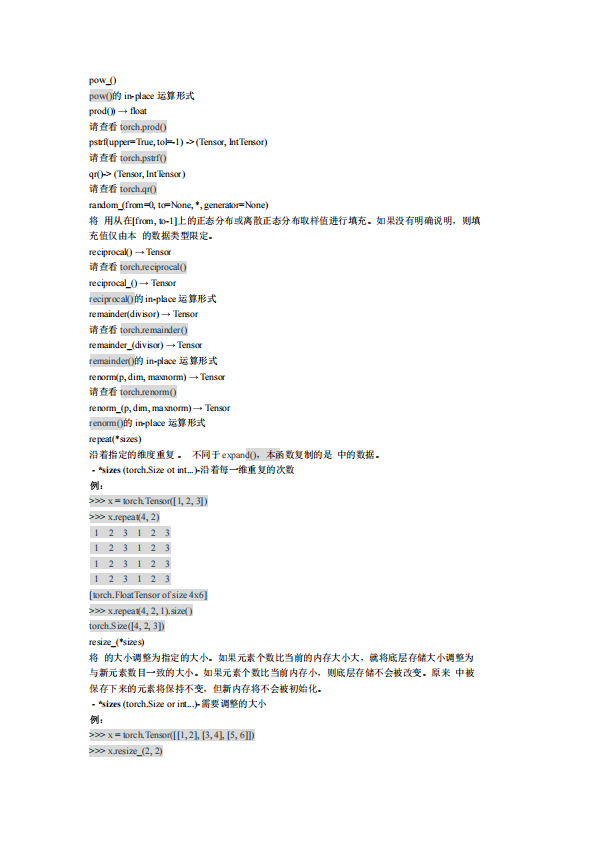 pow_()
pow()的 in-place 运算形式
prod()) → float
请查看 torch.prod()
pstrf(upper=True, tol=-1) -> (Tensor, IntTensor)
请查看 torch.pstrf()
qr()-> (Tensor, IntTensor)
请查看 torch.qr()
random_(from=0, to=None, *, generator=None)
将 用从在[from, to-1]上的正态分布或离散正态分布取样值进行填充。如果没有明确说明，则填
充值仅由本 的数据类型限定。
reciprocal() → Tensor
请查看 torch.reciprocal()
reciprocal_() → Tensor
reciprocal()的 in-place 运算形式
remainder(divisor) → Tensor
请查看 torch.remainder()
remainder_(divisor) → Tensor
remainder()的 in-place 运算形式
renorm(p, dim, maxnorm) → Tensor
请查看 torch.renorm()
renorm_(p, dim, maxnorm) → Tensor
renorm()的 in-place 运算形式
repeat(*sizes)
沿着指定的维度重复 。 不同于 expand()，本函数复制的是 中的数据。
- *sizes (torch.Size ot int...)-沿着每一维重复的次数
例：
>>> x = torch.Tensor([1, 2, 3])
>>> x.repeat(4, 2)
1 2 3 1 2 3
1 2 3 1 2 3
1 2 3 1 2 3
1 2 3 1 2 3
[torch.FloatTensor of size 4x6]
>>> x.repeat(4, 2, 1).size()
torch.Size([4, 2, 3])
resize_(*sizes)
将 的大小调整为指定的大小。如果元素个数比当前的内存大小大，就将底层存储大小调整为
与新元素数目一致的大小。如果元素个数比当前内存小，则底层存储不会被改变。原来 中被
保存下来的元素将保持不变，但新内存将不会被初始化。
- *sizes (torch.Size or int...)-需要调整的大小
例：
>>> x = torch.Tensor([[1, 2], [3, 4], [5, 6]])
>>> x.resize_(2, 2)